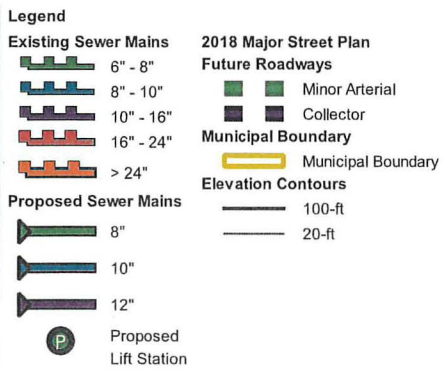 Legend
Existing Sewer Mains
6" - 8"
8" - 10"
10" - 16"
16" - 24"
> 24"
Proposed Sewer Mains
8"
10"
12"
P
Proposed
Lift Station
2018 Major Street Plan
Future Roadways
Minor Arterial
Collector
Municipal Boundary
Municipal Boundary
Elevation Contours
100-ft
20-ft